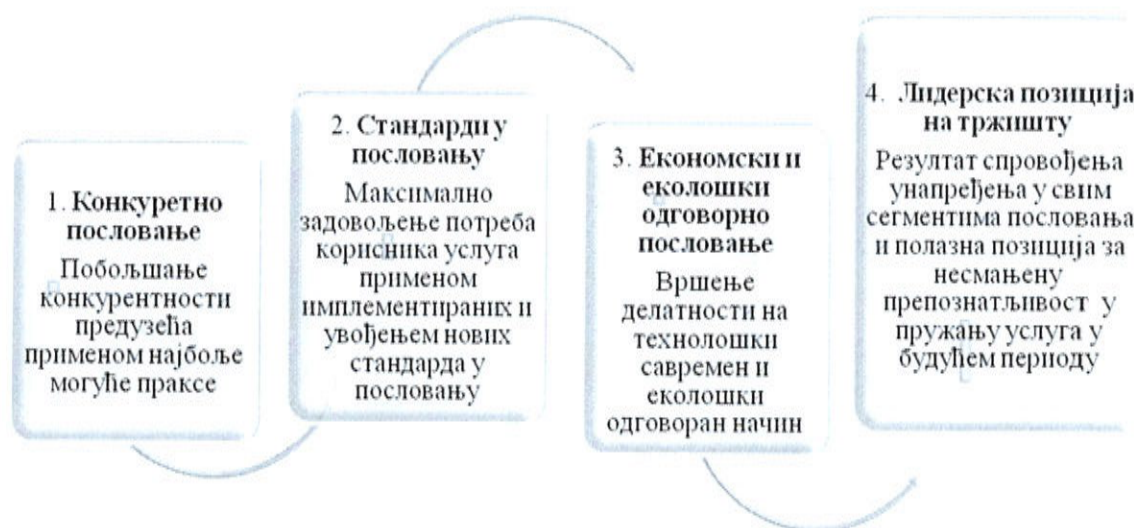 1. Конкуретно
пословање
Побољшање
конкурентности
предузећа
применом најбоље
могуће праксе
2. Стандарди у
пословању
Максимално
задовољење потреба
корисника услуга
применом
имплементираних и
увођењем нових
стандарда у
пословању
3. Економски и
еколошки
одговорно
пословање
Вршење
делатности на
технолошки
савремен и
еколошки
одговоран начин
4. Лидерска позиција
на тржишту
Резултат спровођења
унапређења у свим
сегментима пословања
и полазна позиција за
несмањену
препознатљивост у
пружању услуга у
будућем периоду